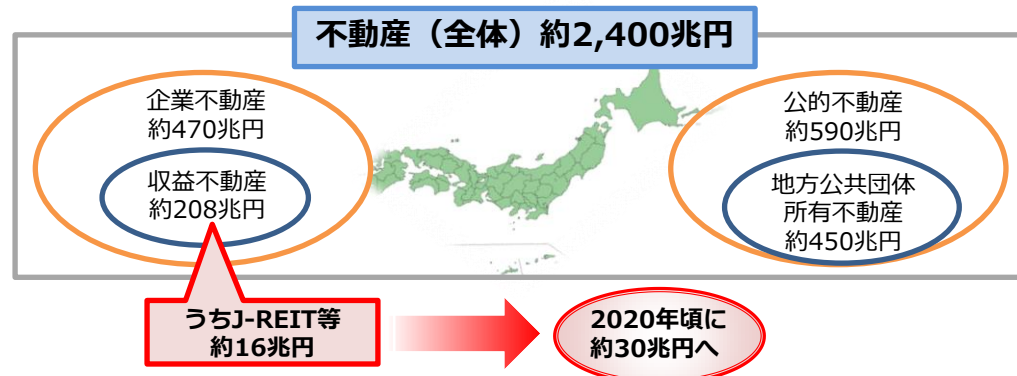 不動産（全体）約2,400兆円
企業不動産
約470兆円
収益不動産
約208兆円
公的不動産
約590兆円
地方公共団体
所有不動産
約450兆円
うちJ-REIT等
約16兆円
2020年頃に
約30兆円へ